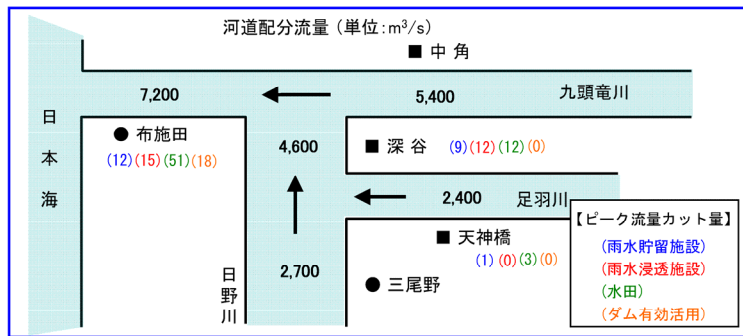 河道配分流量 (単位:m³/s)
■ 中 角
7,200
5,400
九頭竜川
日本海
● 布施田
(12)(15)(51)(18)
4,600
■ 深 谷 (9)(12)(12)(0)
2,400
足羽川
■ 天神橋
(1)(0)(3)(0)
日野川
2,700
● 三尾野
【ピーク流量カット量】
(雨水貯留施設)
(雨水浸透施設)
(水田)
(ダム有効活用)